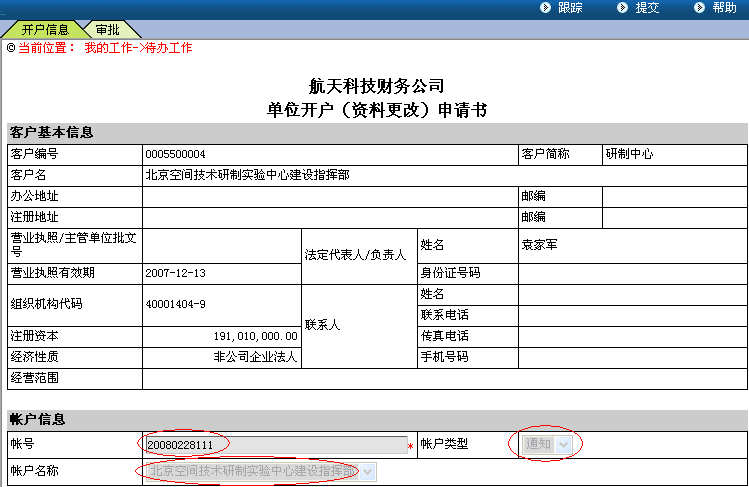 跟踪 提交 帮助
开户信息 审批
© 当前位置： 我的工作->待办工作
航天科技财务公司
单位开户（资料更改）申请书
客户基本信息
客户编号 0005500004 客户简称 研制中心
客户名 北京空间技术研制实验中心建设指挥部
办公地址 邮编
注册地址 邮编
营业执照/主管单位批文号 法定代表人/负责人 姓名 袁家军
营业执照有效期 2007-12-13 身份证号码
组织机构代码 40001404-9 联系人 姓名
联系电话
注册资本 191,010,000.00 传真电话
经济性质 非公司企业法人 手机号码
经营范围
帐户信息
帐号 20080228111 * 帐户类型 通知
帐户名称 北京空间技术研制实验中心建设指挥部